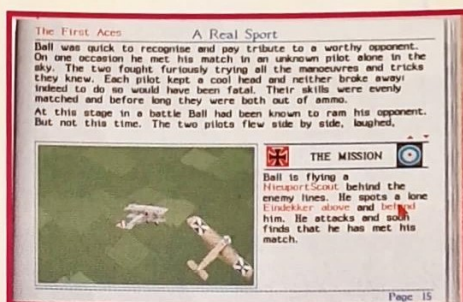 The First Aces
A Real Sport
Ball was quick to recognise and pay tribute to a worthy opponent.
On one occasion he met his match in an unknown pilot alone in the
sky. The two fought furiously trying all the manoeuvres and tricks
they knew. Each pilot kept a cool head and neither broke away:
indeed to do so would have been fatal. Their skills were evenly
matched and before long they were both out of ammo.
At this stage in a battle Ball had been known to ram his opponent.
But not this time. The two pilots flew side by side, laughed,
THE MISSION
Ball is flying a
Nieuport Scout behind the
enemy lines. He spots a lone
Eindekker above and behind
him. He attacks and soon
finds that he has met his
match.
Page 15